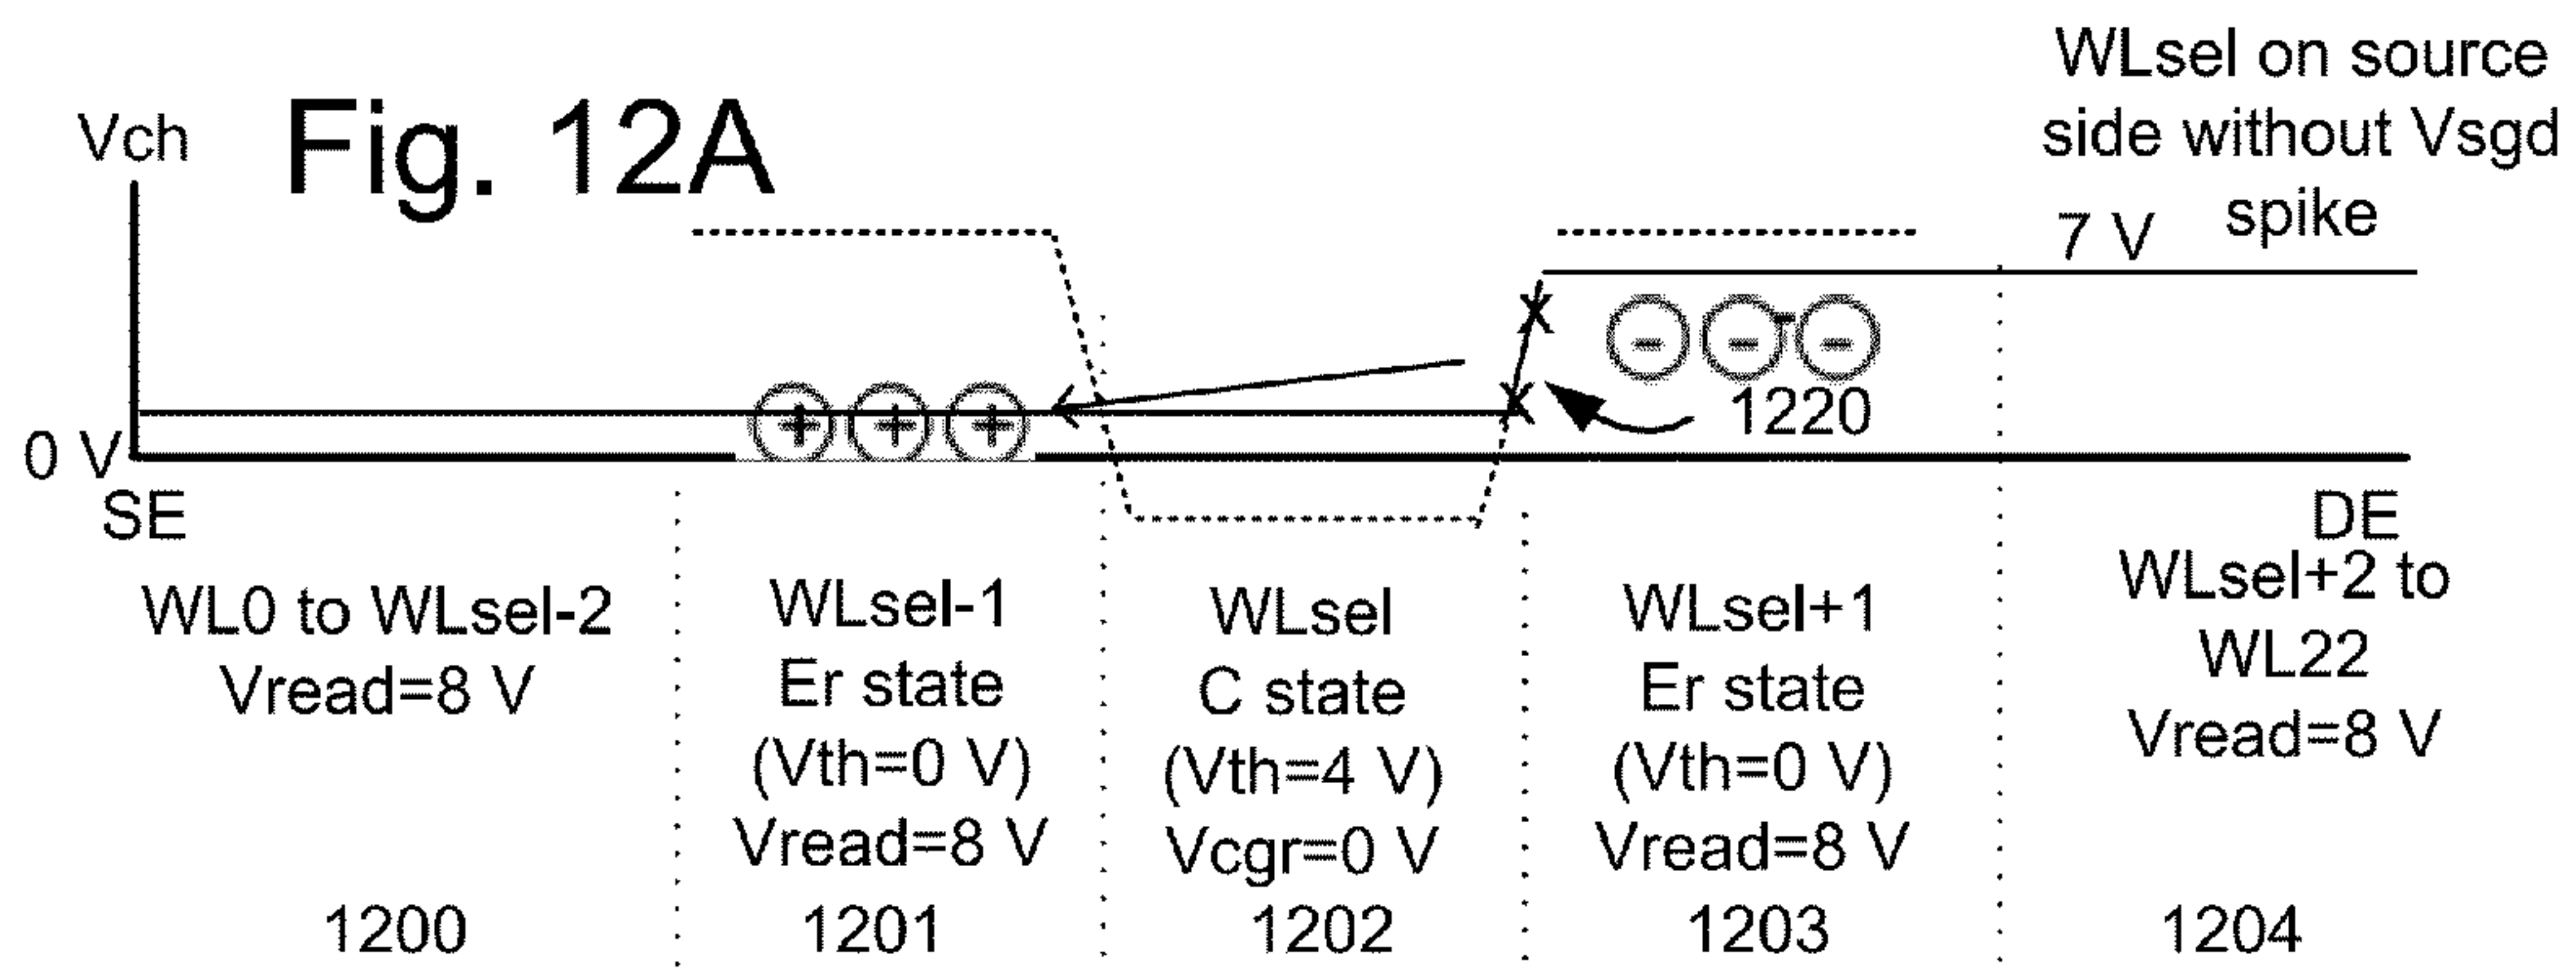 WLsel on source
side without Vsgd
spike
Vch
Fig. 12A
7 V
+ + +
- - -
1220
0 V
SE
DE
WL0 to WLsel-2
Vread=8 V
1200
WLsel-1
Er state
(Vth=0 V)
Vread=8 V
1201
WLsel
C state
(Vth=4 V)
Vcgr=0 V
1202
WLsel+1
Er state
(Vth=0 V)
Vread=8 V
1203
WLsel+2 to
WL22
Vread=8 V
1204